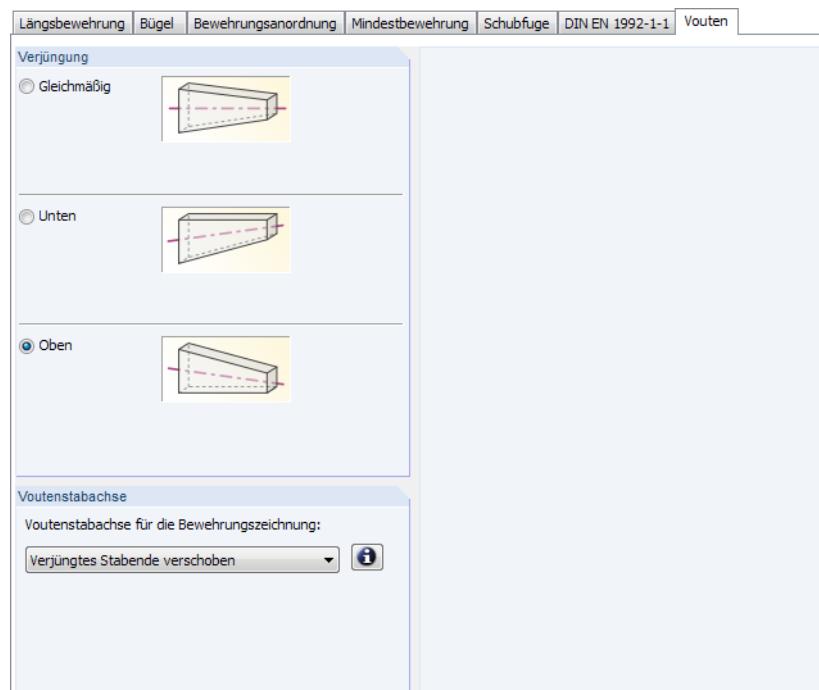 Längsbewehrung Bügel Bewehrungsanordnung Mindestbewehrung Schubfuge DIN EN 1992-1-1 Vouten
Verjüngung
Gleichmäßig
Unten
Oben
Voutenstabachse
Voutenstabachse für die Bewehrungszeichnung:
Verjüngtes Stabende verschoben